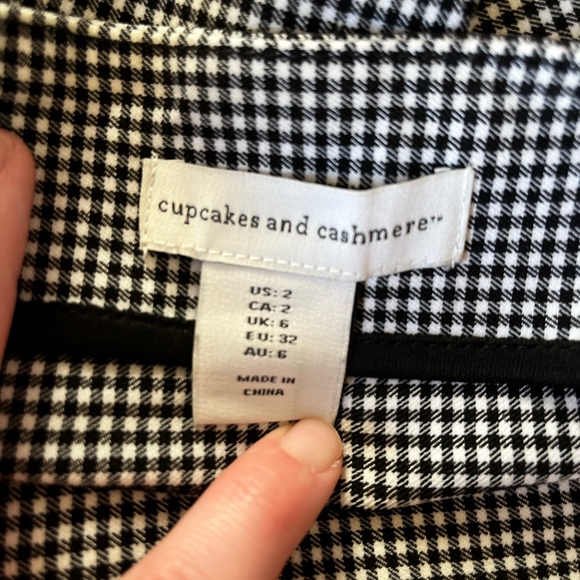 cupcakes and cashmere™
US: 2
CA: 2
UK: 6
EU: 32
AU: 6
MADE IN
CHINA